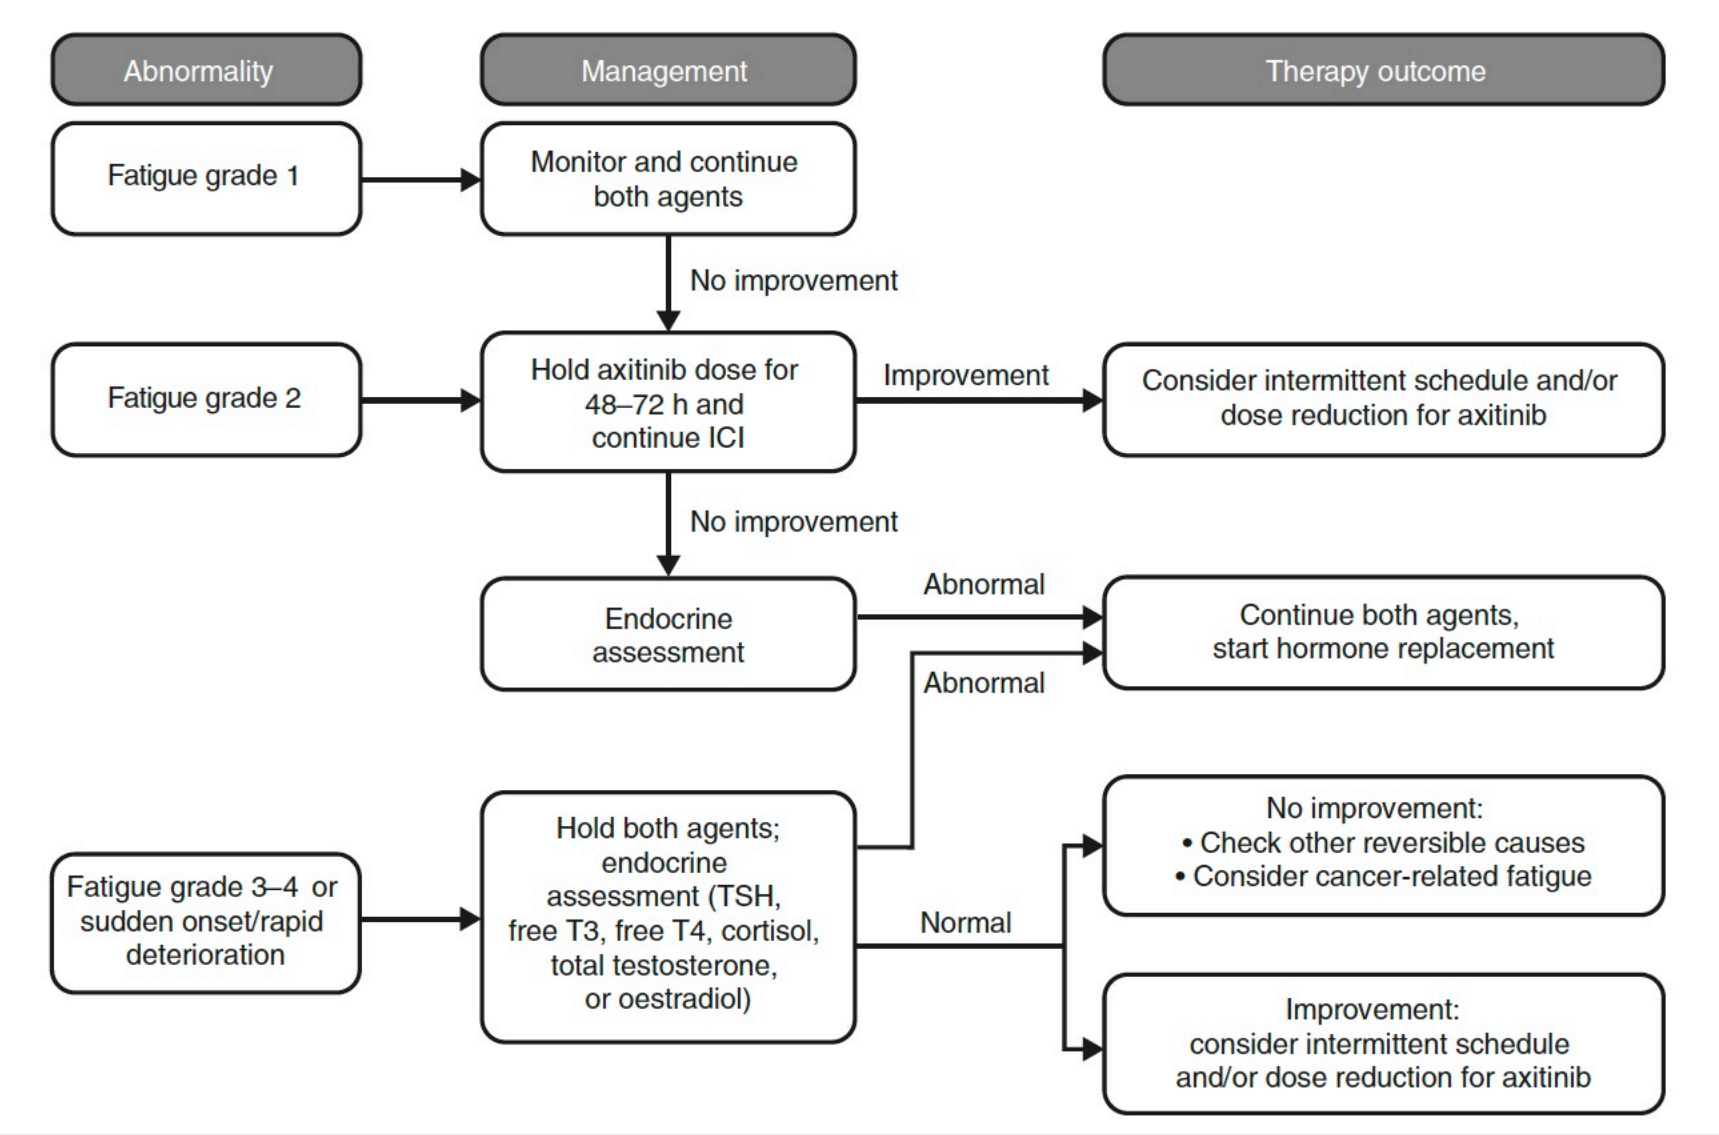 Abnormality
Management
Therapy outcome
Fatigue grade 1
Monitor and continue
both agents
No improvement
Fatigue grade 2
Hold axitinib dose for
48–72 h and
continue ICI
Improvement
Consider intermittent schedule and/or
dose reduction for axitinib
No improvement
Endocrine
assessment
Abnormal
Abnormal
Continue both agents,
start hormone replacement
Fatigue grade 3–4 or
sudden onset/rapid
deterioration
Hold both agents;
endocrine
assessment (TSH,
free T3, free T4, cortisol,
total testosterone,
or oestradiol)
Normal
No improvement:
• Check other reversible causes
• Consider cancer-related fatigue
Improvement:
consider intermittent schedule
and/or dose reduction for axitinib